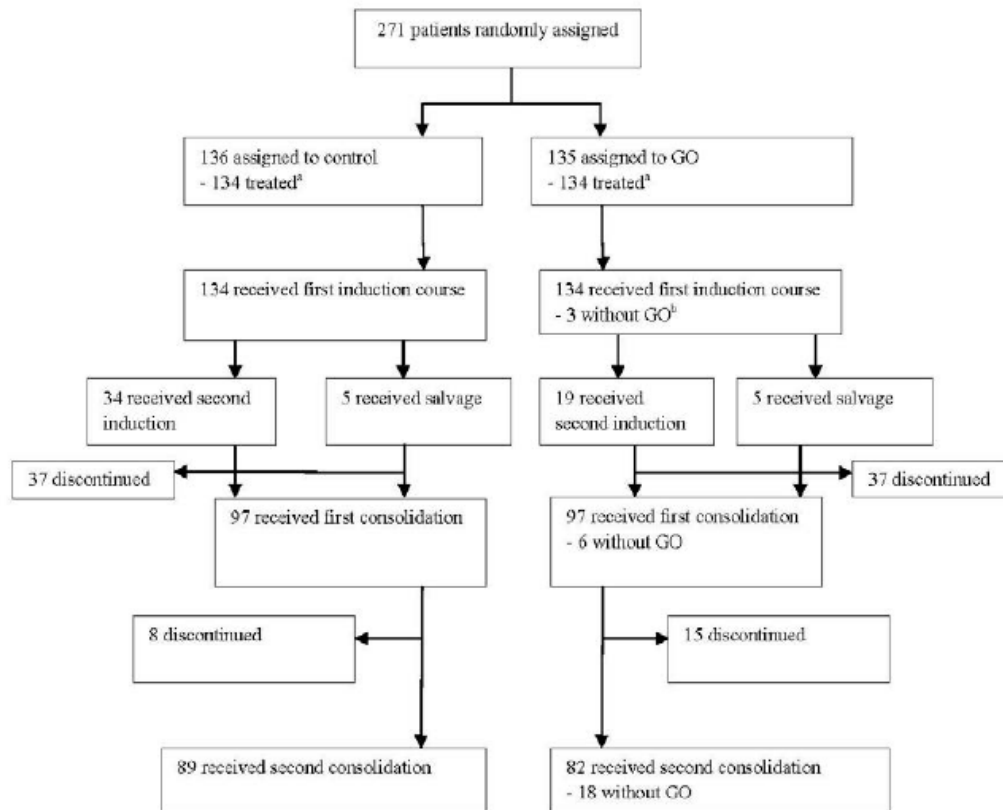 271 patients randomly assigned
136 assigned to control
- 134 treatedᵃ
135 assigned to GO
- 134 treatedᵃ
134 received first induction course
134 received first induction course
- 3 without GOᵇ
34 received second
induction
5 received salvage
19 received
second induction
5 received salvage
37 discontinued
37 discontinued
97 received first consolidation
97 received first consolidation
- 6 without GO
8 discontinued
15 discontinued
89 received second consolidation
82 received second consolidation
- 18 without GO